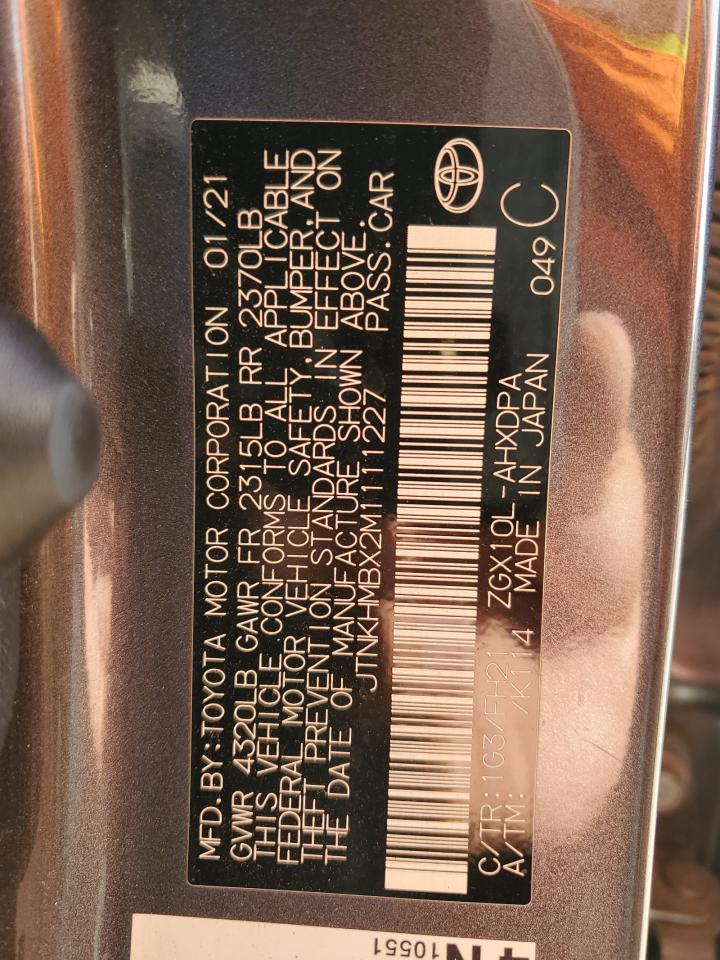 MFD.BY:TOYOTA MOTOR CORPORATION 01/21
GVWR 4320LB GAWR FR 2315LB RR 2370LB
THIS VEHICLE CONFORMS TO ALL APPLICABLE
FEDERAL MOTOR VEHICLE SAFETY,BUMPER,AND
THEFT PREVENTION STANDARDS IN EFFECT ON
THE DATE OF MANUFACTURE SHOWN ABOVE.
JTNKHMBX2M1111227 PASS.CAR
C/TR:1G3/FH21 ZGX10L-AHXDPA 049 C
A/TM: /K114 MADE IN JAPAN
10551